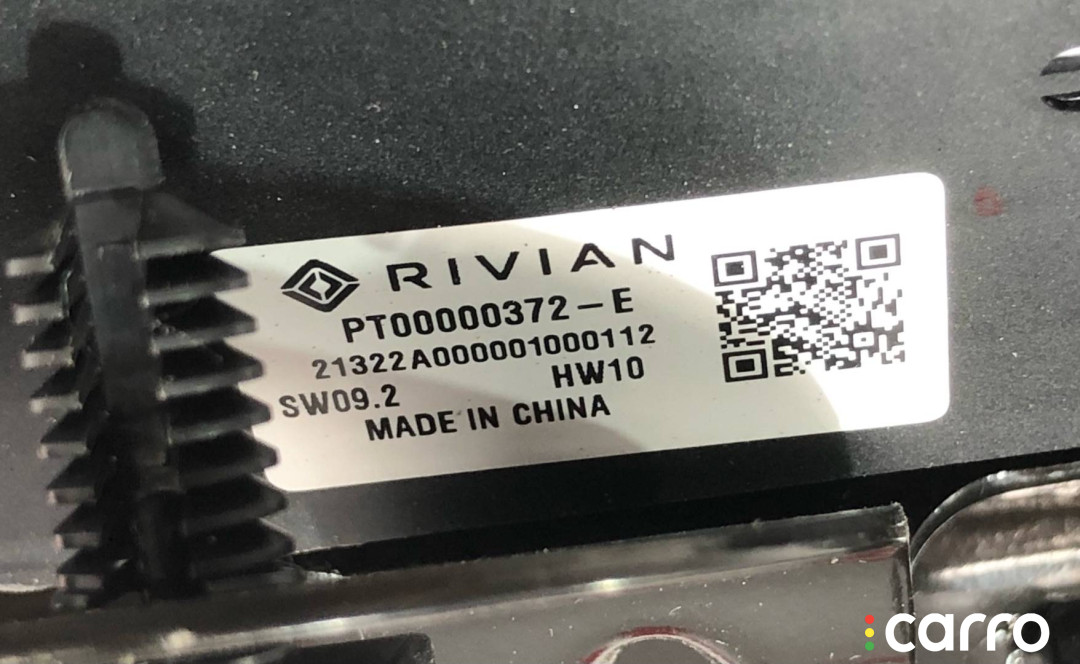 RIVIAN
PT00000372-E
21322A000001000112
SW09.2 HW10
MADE IN CHINA
carro